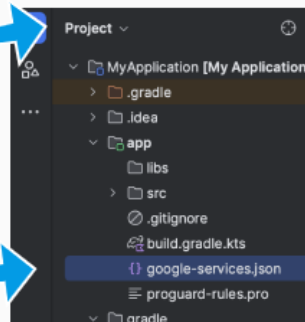 Project
MyApplication [My Application
.gradle
.idea
app
libs
src
.gitignore
build.gradle.kts
google-services.json
proguard-rules.pro
gradle